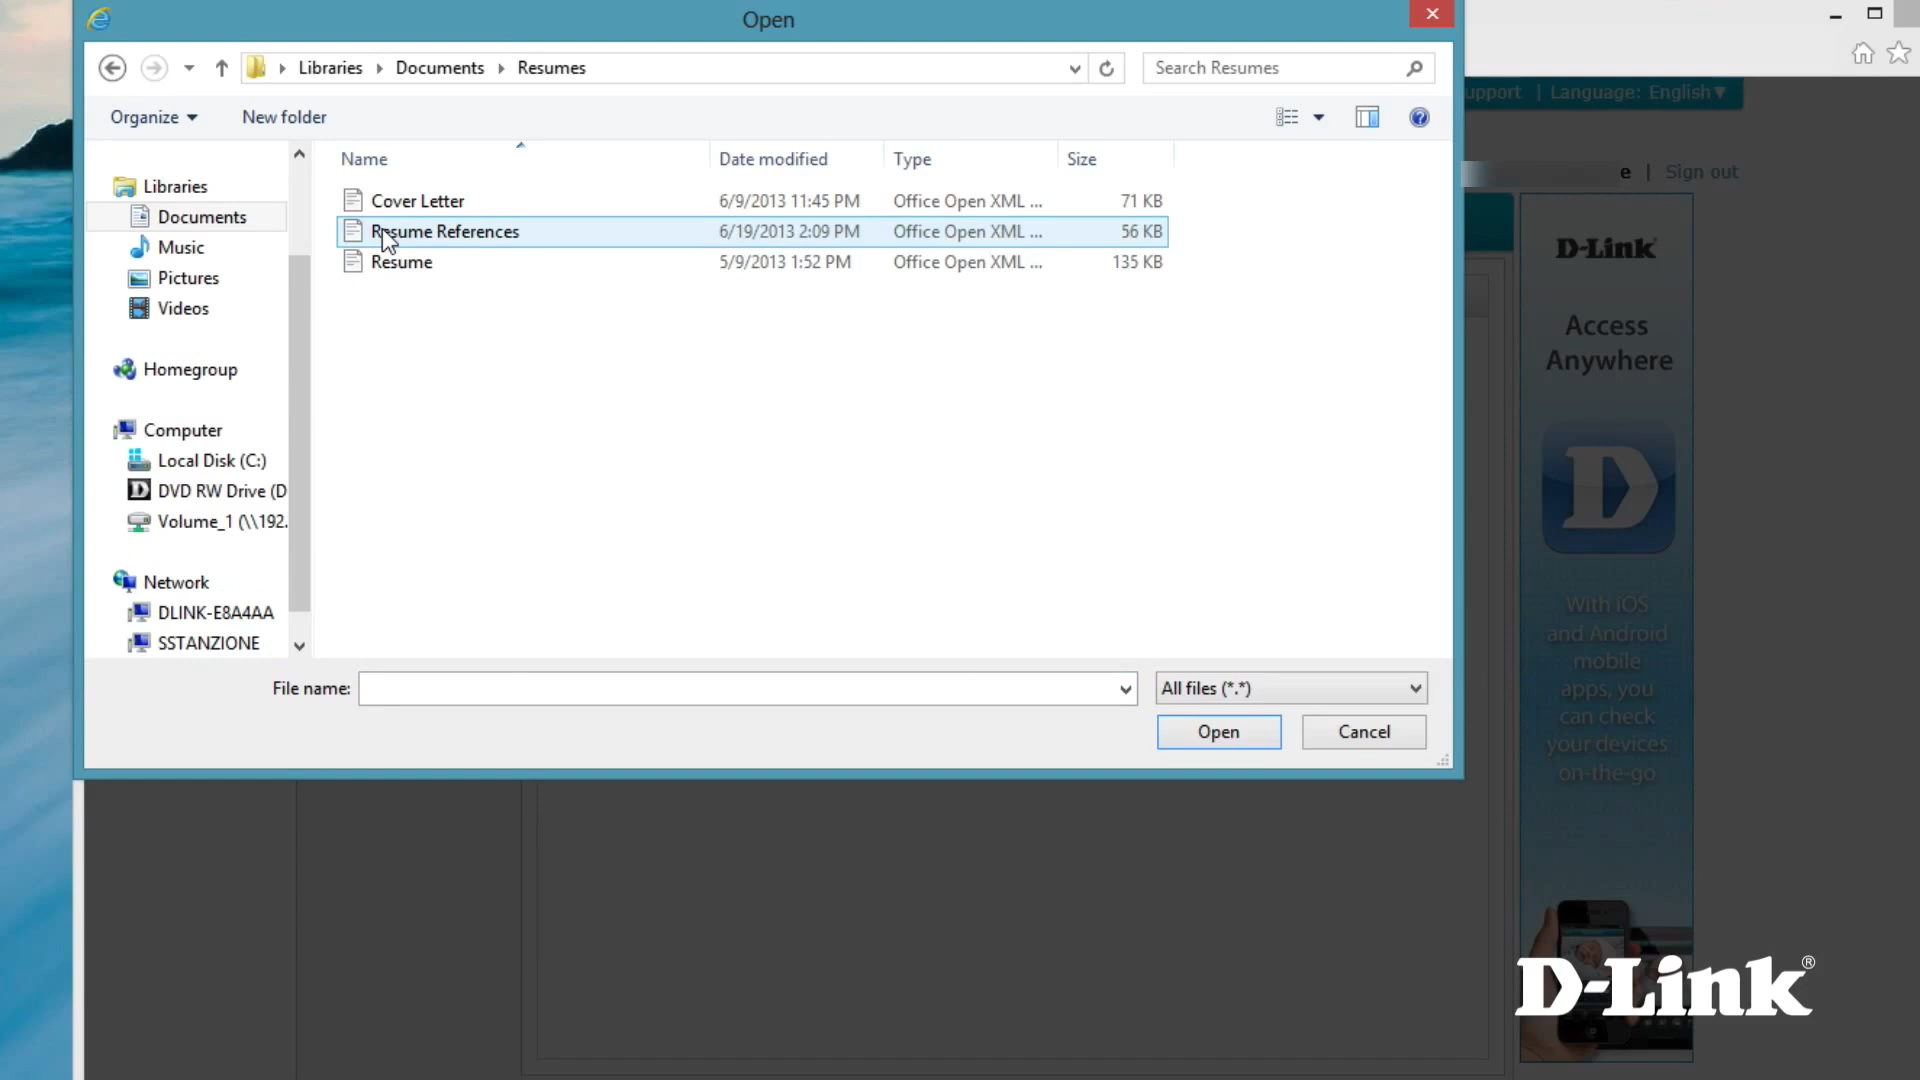 Open
Libraries Documents Resumes
Search Resumes
Organize
New folder
Name
Date modified
Type
Size
Cover Letter 6/9/2013 11:45 PM Office Open XML ... 71 KB
Resume References 6/19/2013 2:09 PM Office Open XML ... 56 KB
Resume 5/9/2013 1:52 PM Office Open XML ... 135 KB
Libraries
Documents
Music
Pictures
Videos
Homegroup
Computer
Local Disk (C:)
DVD RW Drive (D
Volume_1 (\\192.
Network
DLINK-E8A4AA
SSTANZIONE
File name:
All files (*.*)
Open
Cancel
upport | Language: English▼
e | Sign out
D-Link
Access
Anywhere
D
With iOS
and Android
mobile
apps, you
can check
your devices
on-the-go
D-Link®